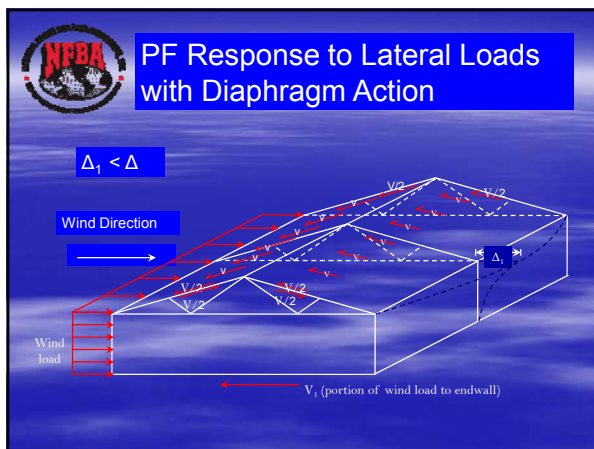 NFBA
PF Response to Lateral Loads
with Diaphragm Action
Δ₁ < Δ
Wind Direction
V/2
V/2
v
v
v
v
v
v
v
v
v
v
v
v
Δ₁
V/2
V/2
V/2
V/2
Wind
load
V₁ (portion of wind load to endwall)